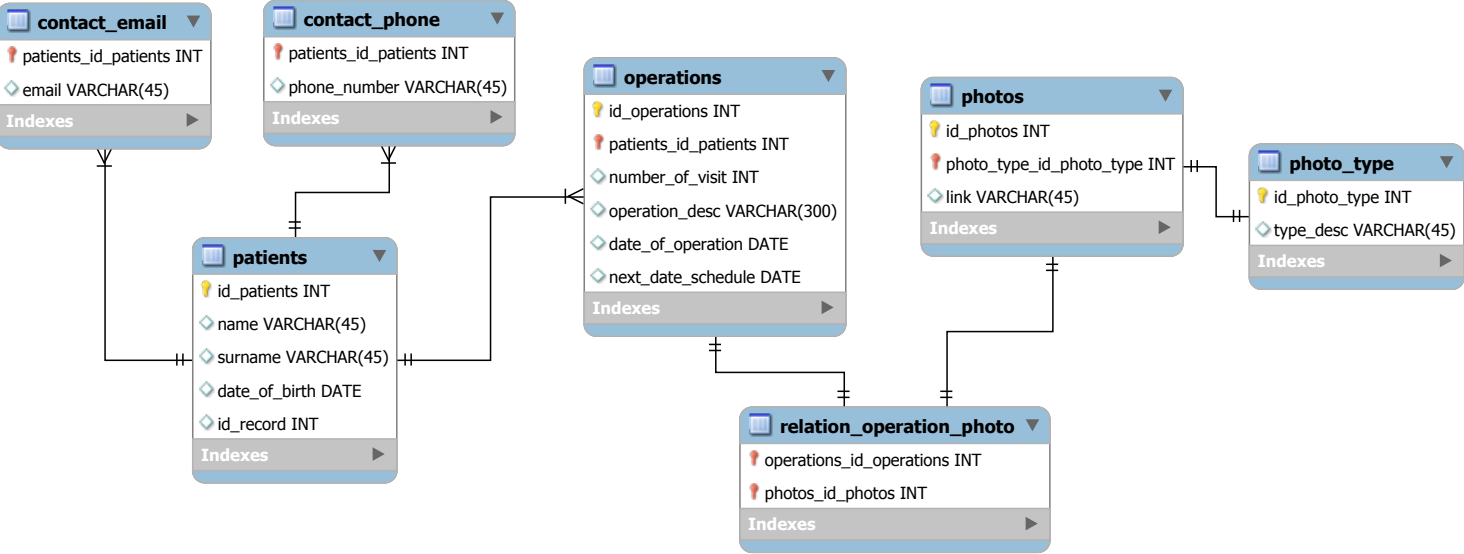 contact_email
patients_id_patients INT
email VARCHAR(45)
Indexes
contact_phone
patients_id_patients INT
phone_number VARCHAR(45)
Indexes
operations
id_operations INT
patients_id_patients INT
number_of_visit INT
operation_desc VARCHAR(300)
date_of_operation DATE
next_date_schedule DATE
Indexes
photos
id_photos INT
photo_type_id_photo_type INT
link VARCHAR(45)
Indexes
photo_type
id_photo_type INT
type_desc VARCHAR(45)
Indexes
patients
id_patients INT
name VARCHAR(45)
surname VARCHAR(45)
date_of_birth DATE
id_record INT
Indexes
relation_operation_photo
operations_id_operations INT
photos_id_photos INT
Indexes